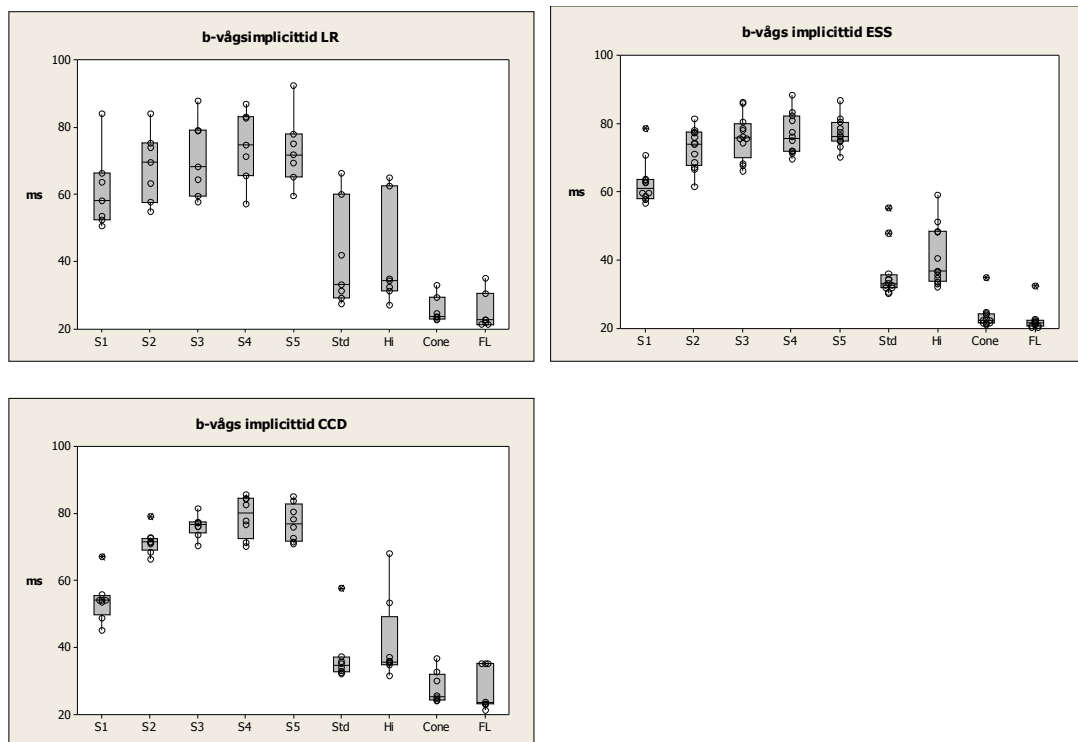 b-vågsimplicittid LR
100
80
60
40
20
ms
S1 S2 S3 S4 S5 Std Hi Cone FL
b-vågs implicittid ESS
100
80
60
40
20
ms
S1 S2 S3 S4 S5 Std Hi Cone FL
b-vågs implicittid CCD
100
80
60
40
20
ms
S1 S2 S3 S4 S5 Std Hi Cone FL